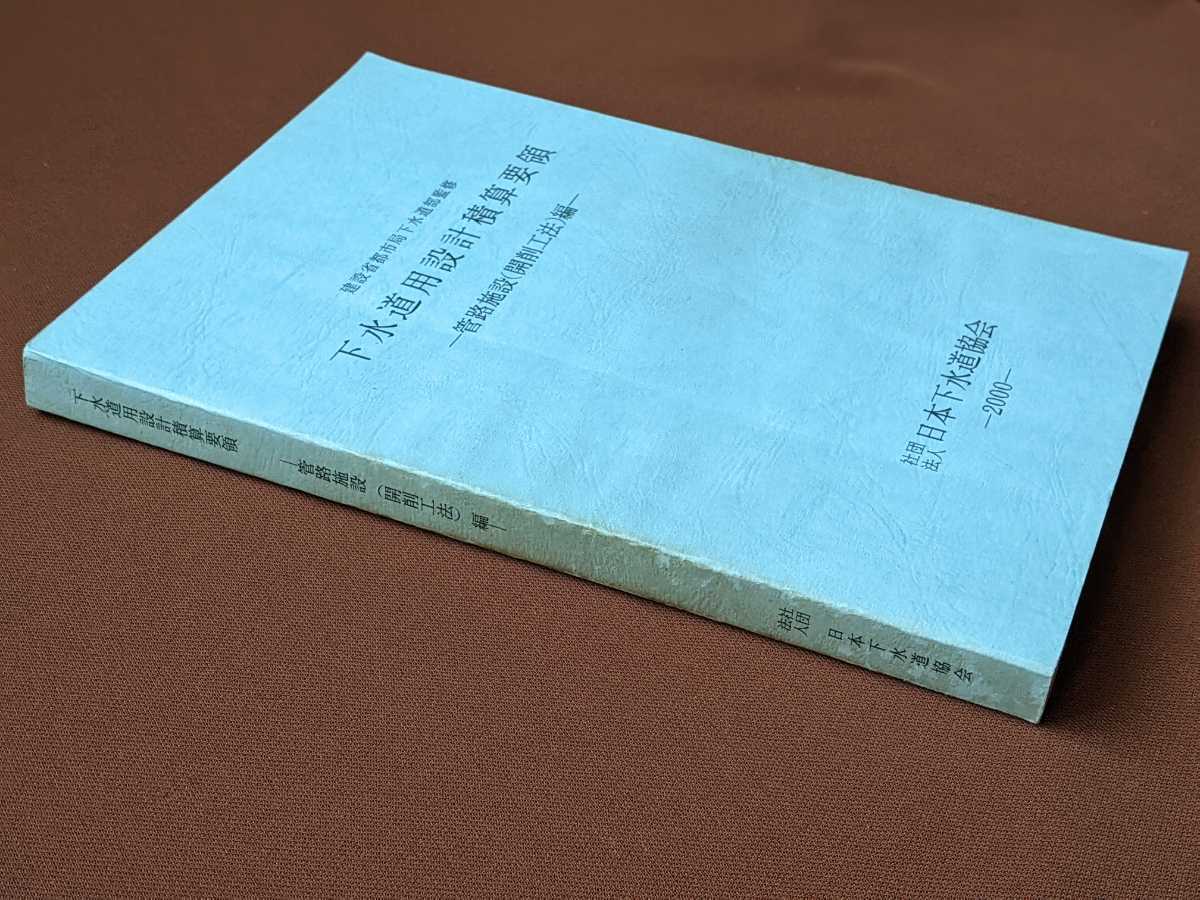 建設省都市局下水道部監修
下水道用設計積算要領
―管路施設(開削工法)編―
社団
法人 日本下水道協会
―2000―
下水道用設計積算要領
―管路施設(開削工法)編―
社団
法人 日本下水道協会